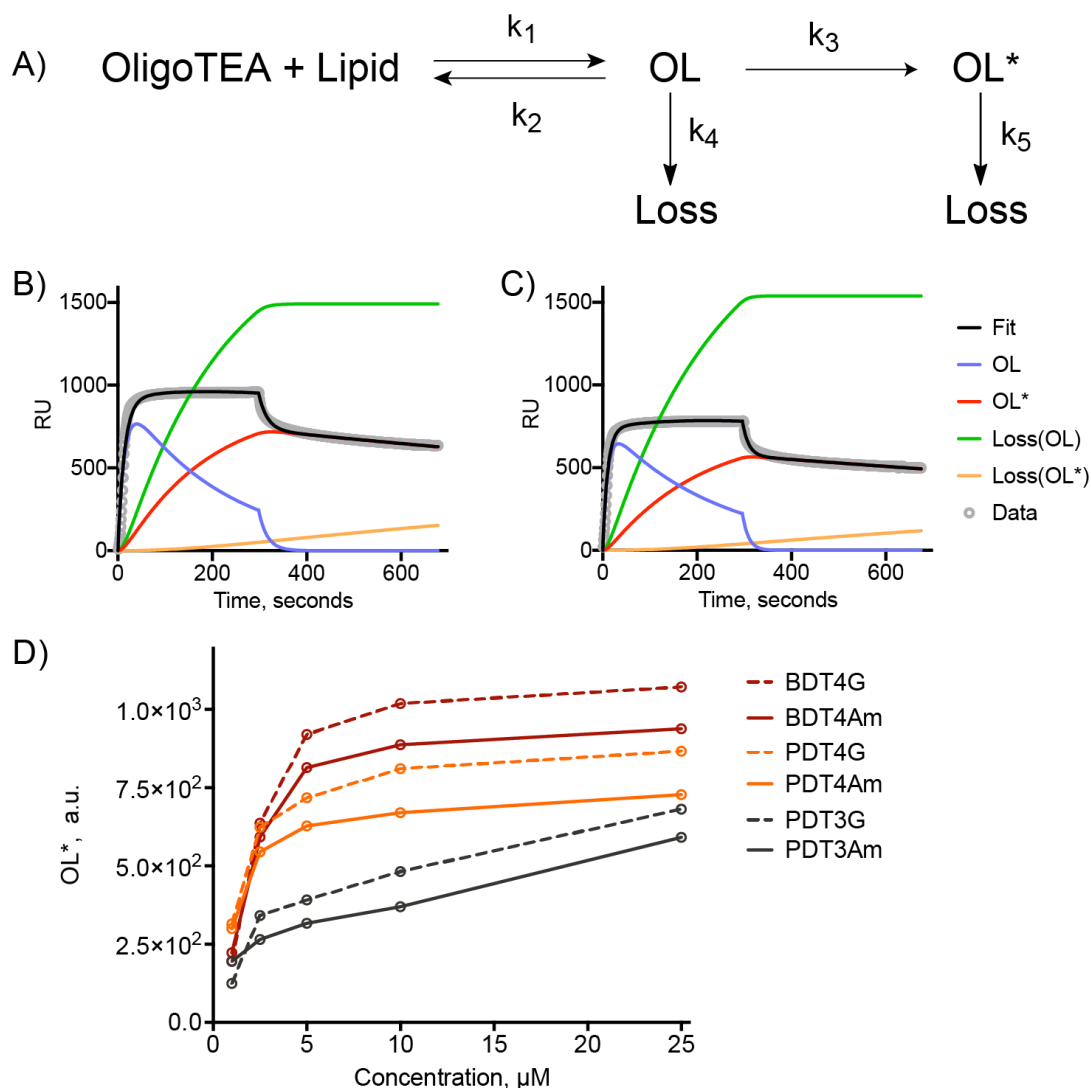 A)
OligoTEA + Lipid
k1
k2
OL
k3
OL*
k4
k5
Loss
Loss
B)
1500
1000
500
0
RU
0
200
400
600
Time, seconds
C)
1500
1000
500
0
RU
0
200
400
600
Time, seconds
Fit
OL
OL*
Loss(OL)
Loss(OL*)
Data
D)
1.0×10³
7.5×10²
5.0×10²
2.5×10²
0.0
OL*, a.u.
0
5
10
15
20
25
Concentration, µM
BDT4G
BDT4Am
PDT4G
PDT4Am
PDT3G
PDT3Am